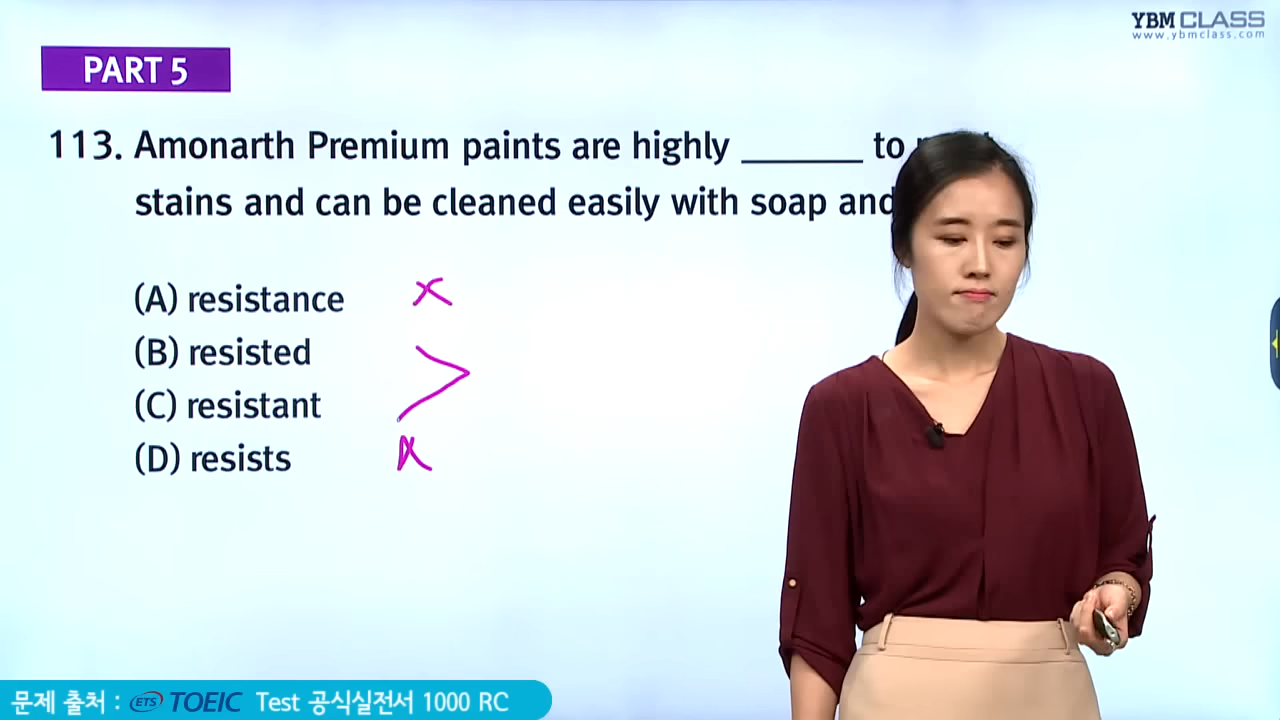 YBM CLASS
www.ybmclass.com
PART 5
113. Amonarth Premium paints are highly ______ to
stains and can be cleaned easily with soap and
(A) resistance
(B) resisted
(C) resistant
(D) resists
문제 출처 : ETS TOEIC Test 공식실전서 1000 RC